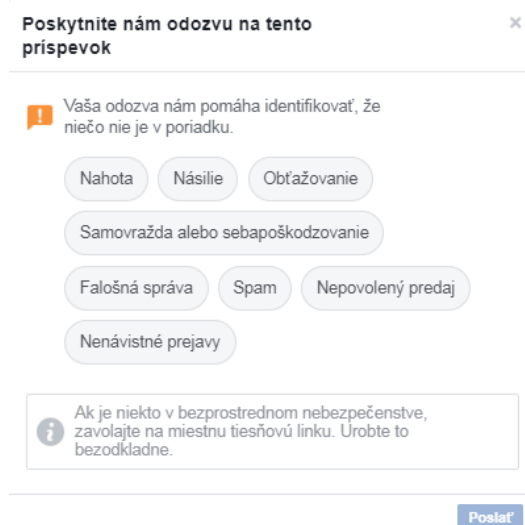 Poskytnite nám odozvu na tento
príspevok
Vaša odozva nám pomáha identifikovať, že
niečo nie je v poriadku.
Nahota Násilie Obťažovanie
Samovražda alebo sebapoškodzovanie
Falošná správa Spam Nepovolený predaj
Nenávistné prejavy
Ak je niekto v bezprostrednom nebezpečenstve,
zavolajte na miestnu tiesňovú linku. Urobte to
bezodkladne.
Poslať